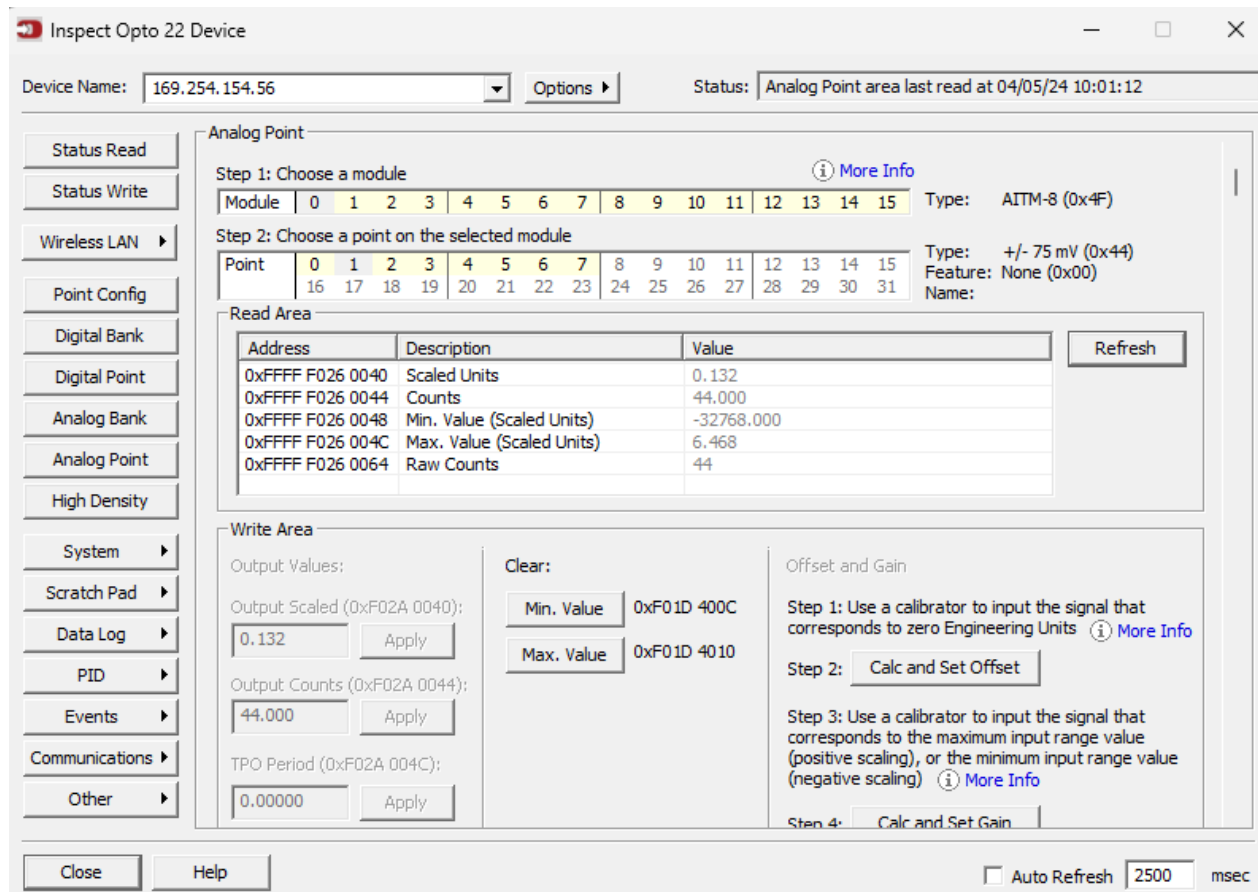 Inspect Opto 22 Device
Device Name: 169.254.154.56 Options Status: Analog Point area last read at 04/05/24 10:01:12
Status Read
Status Write
Wireless LAN
Point Config
Digital Bank
Digital Point
Analog Bank
Analog Point
High Density
System
Scratch Pad
Data Log
PID
Events
Communications
Other
Analog Point
Step 1: Choose a module More Info
Module 0 1 2 3 4 5 6 7 8 9 10 11 12 13 14 15 Type: AITM-8 (0x4F)
Step 2: Choose a point on the selected module
Point 0 1 2 3 4 5 6 7 8 9 10 11 12 13 14 15
16 17 18 19 20 21 22 23 24 25 26 27 28 29 30 31
Type: +/- 75 mV (0x44)
Feature: None (0x00)
Name:
Read Area
Address Description Value
0xFFFF F026 0040 Scaled Units 0.132
0xFFFF F026 0044 Counts 44.000
0xFFFF F026 0048 Min. Value (Scaled Units) -32768.000
0xFFFF F026 004C Max. Value (Scaled Units) 6.468
0xFFFF F026 0064 Raw Counts 44
Refresh
Write Area
Output Values:
Output Scaled (0xF02A 0040):
0.132 Apply
Output Counts (0xF02A 0044):
44.000 Apply
TPO Period (0xF02A 004C):
0.00000 Apply
Clear:
Min. Value 0xF01D 400C
Max. Value 0xF01D 4010
Offset and Gain
Step 1: Use a calibrator to input the signal that
corresponds to zero Engineering Units More Info
Step 2: Calc and Set Offset
Step 3: Use a calibrator to input the signal that
corresponds to the maximum input range value
(positive scaling), or the minimum input range value
(negative scaling) More Info
Step 4: Calc and Set Gain
Close Help Auto Refresh 2500 msec